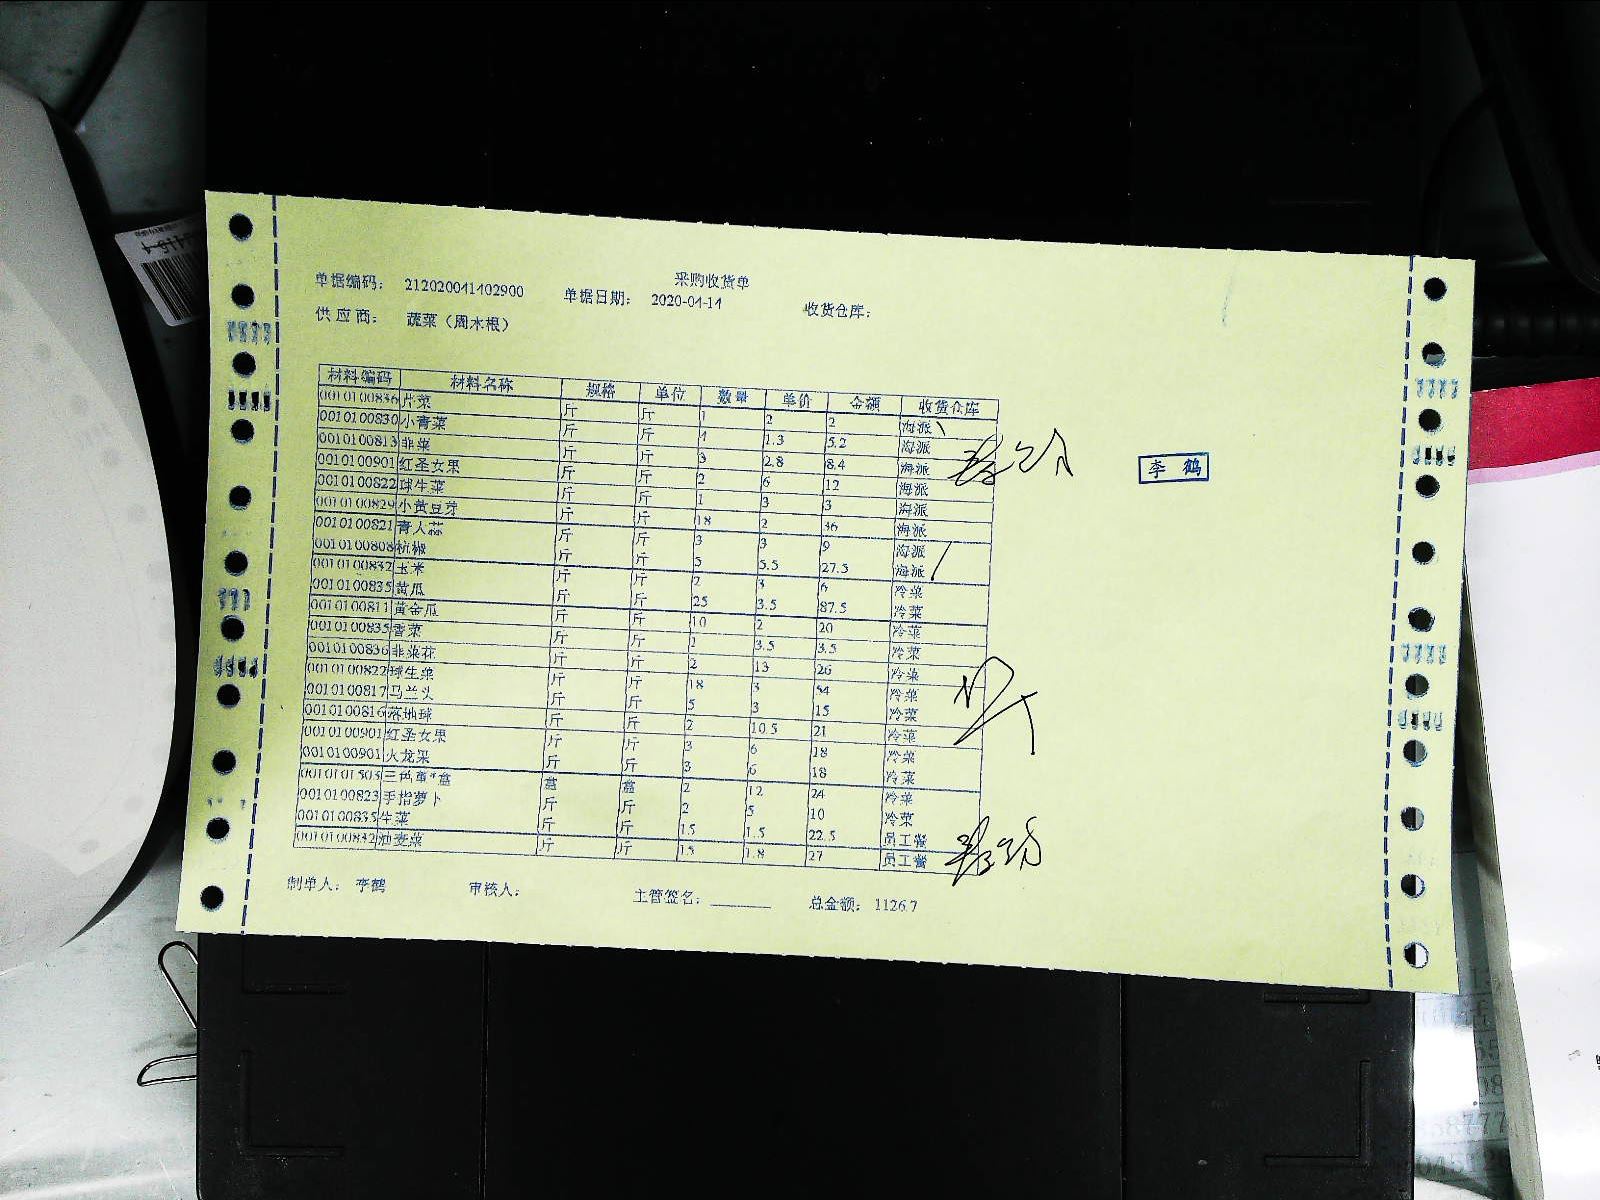 采购收货单
单据编码: 212020041402900 单据日期: 2020-04-14 收货仓库:
供应商: 蔬菜（周水根）
材料编码 材料名称 规格 单位 数量 单价 金额 收货仓库
0010100836 芹菜 斤 斤 1 2 2 海派
0010100830 小青菜 斤 斤 4 1.3 5.2 海派
0010100813 韭菜 斤 斤 3 2.8 8.4 海派
0010100901 红圣女果 斤 斤 2 6 12 海派
0010100822 球生菜 斤 斤 1 3 3 海派
0010100829 小黄豆芽 斤 斤 18 2 36 海派
0010100821 青大蒜 斤 斤 3 3 9 海派
0010100808 杭椒 斤 斤 5 5.5 27.5 海派
0010100832 玉米 斤 斤 2 3 6 冷菜
0010100835 黄瓜 斤 斤 25 3.5 87.5 冷菜
0010100811 黄金瓜 斤 斤 10 2 20 冷菜
0010100835 香菜 斤 斤 1 3.5 3.5 冷菜
0010100836 韭菜花 斤 斤 2 13 26 冷菜
0010100822 球生菜 斤 斤 18 3 54 冷菜
0010100817 马兰头 斤 斤 5 3 15 冷菜
0010100816 落地球 斤 斤 2 10.5 21 冷菜
0010100901 红圣女果 斤 斤 3 6 18 冷菜
0010100901 火龙果 斤 斤 3 6 18 冷菜
0010101503 三色堇*盒 盒 盒 2 12 24 冷菜
0010100823 手指萝卜 斤 斤 2 5 10 冷菜
0010100835 生菜 斤 斤 15 1.5 22.5 员工餐
0010100832 油麦菜 斤 斤 15 1.8 27 员工餐
李鹤
制单人: 李鹤 审核人: 主管签名: ________ 总金额: 1126.7